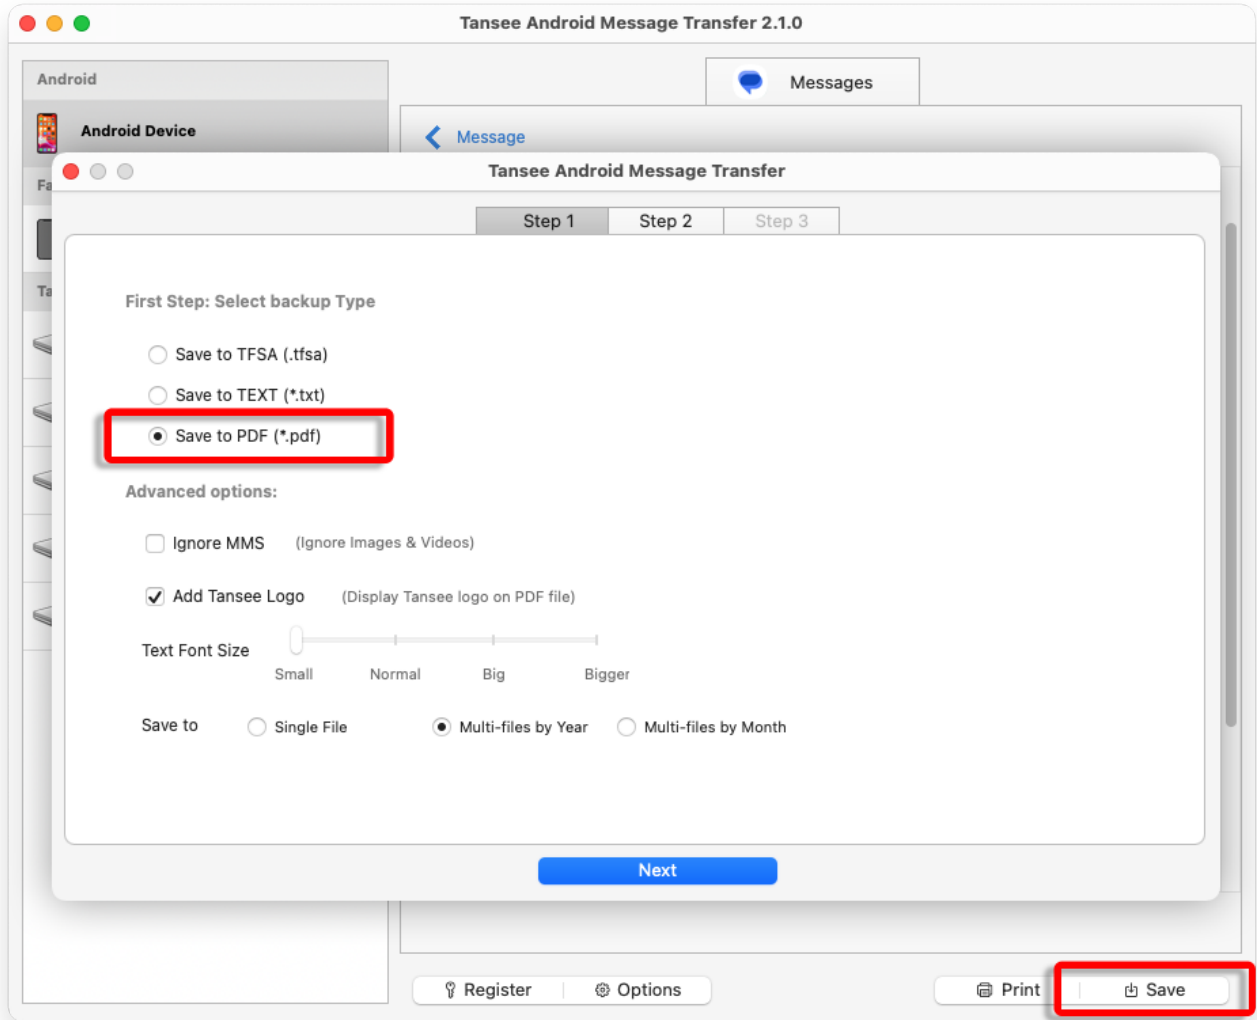 Tansee Android Message Transfer 2.1.0
Android
Messages
Android Device
Message
Tansee Android Message Transfer
Fa
Step 1 Step 2 Step 3
Ta
First Step: Select backup Type
Save to TFSA (.tfsa)
Save to TEXT (*.txt)
Save to PDF (*.pdf)
Advanced options:
Ignore MMS (Ignore Images & Videos)
Add Tansee Logo (Display Tansee logo on PDF file)
Text Font Size
Small Normal Big Bigger
Save to Single File Multi-files by Year Multi-files by Month
Next
Register Options Print Save